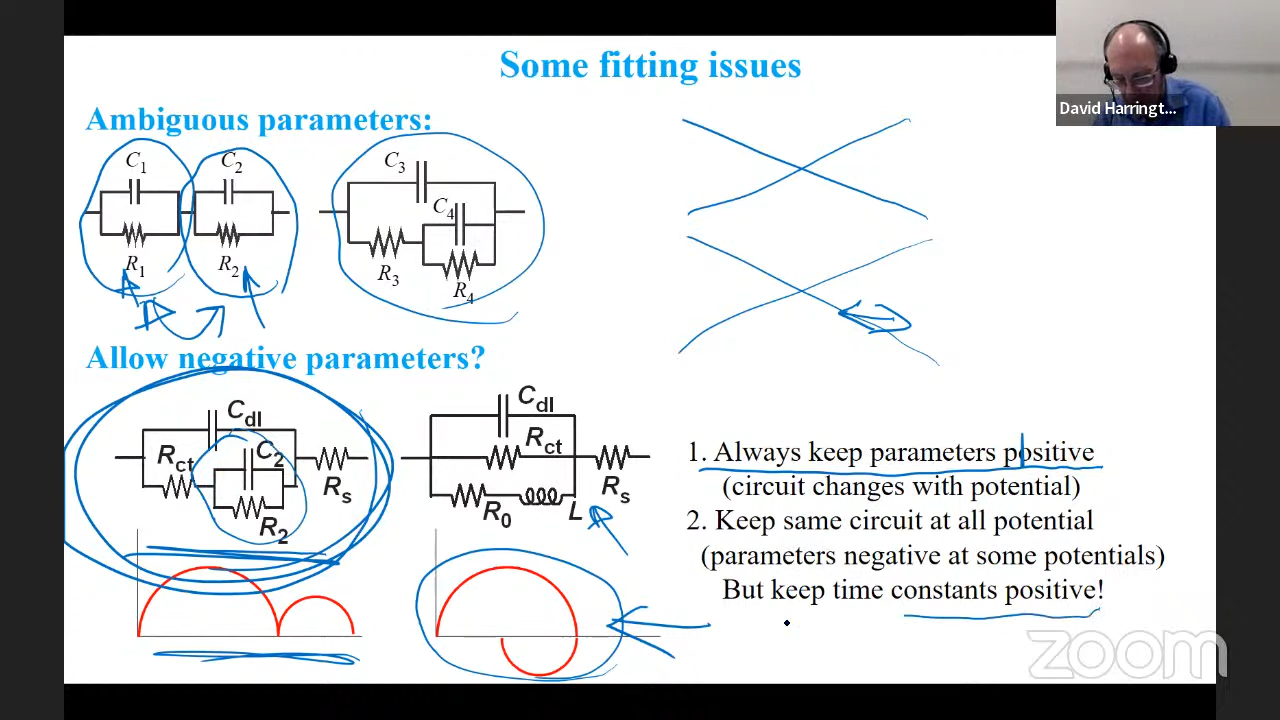 Some fitting issues
David Harringt...
Ambiguous parameters:
C1
C2
R1
R2
C3
C4
R3
R4
Allow negative parameters?
Cdl
Rct
C2
R2
Rs
Cdl
Rct
R0
L
Rs
1. Always keep parameters positive
(circuit changes with potential)
2. Keep same circuit at all potential
(parameters negative at some potentials)
But keep time constants positive!
zoom